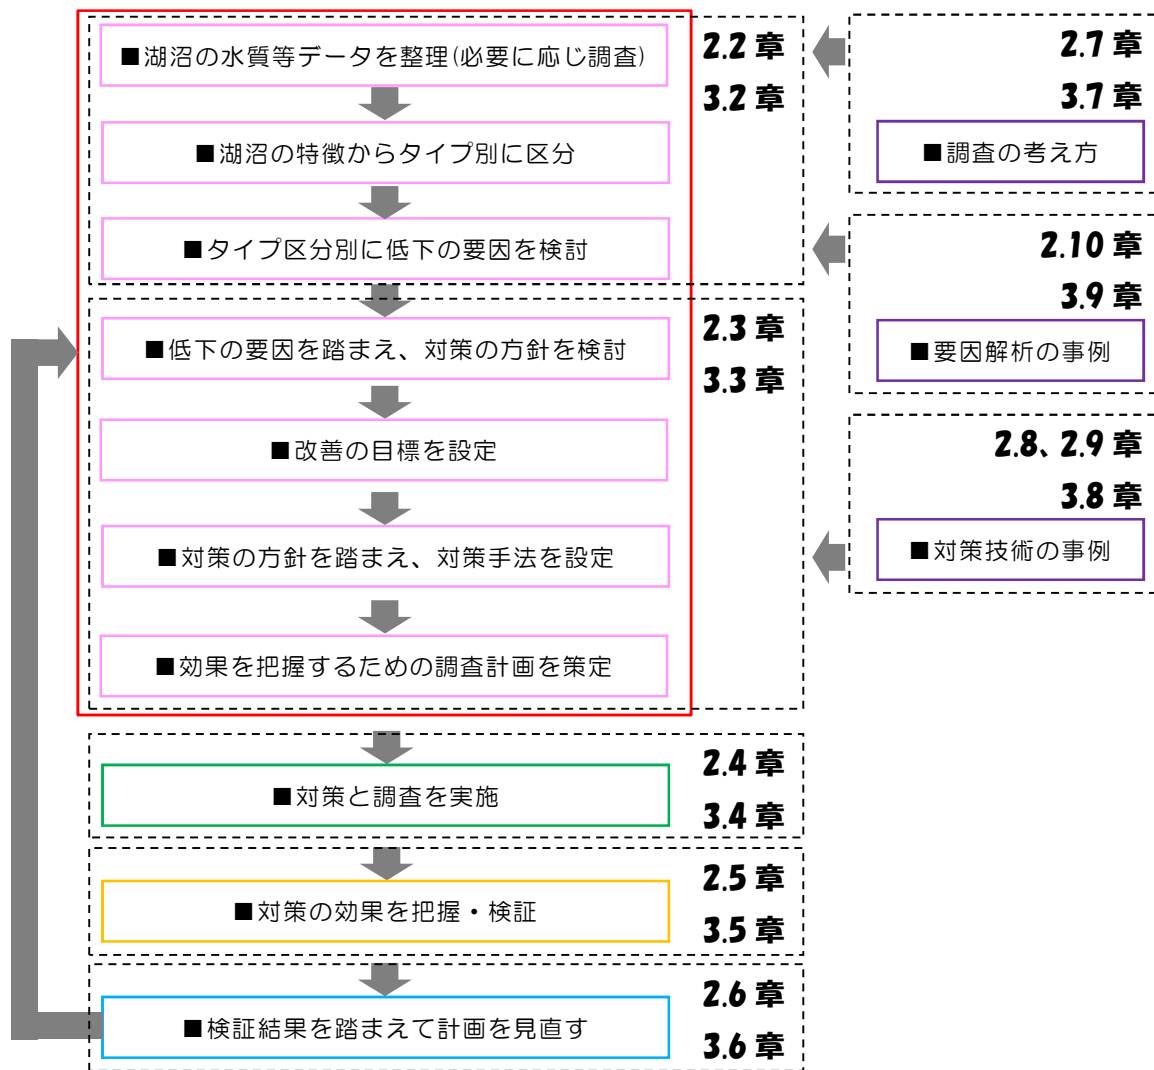 ■湖沼の水質等データを整理(必要に応じ調査)
2.2 章
3.2 章
■湖沼の特徴からタイプ別に区分
■タイプ区分別に低下の要因を検討
2.7 章
3.7 章
■調査の考え方
2.10 章
3.9 章
■要因解析の事例
■低下の要因を踏まえ、対策の方針を検討
2.3 章
3.3 章
■改善の目標を設定
■対策の方針を踏まえ、対策手法を設定
■効果を把握するための調査計画を策定
2.8、2.9 章
3.8 章
■対策技術の事例
■対策と調査を実施
2.4 章
3.4 章
■対策の効果を把握・検証
2.5 章
3.5 章
■検証結果を踏まえて計画を見直す
2.6 章
3.6 章